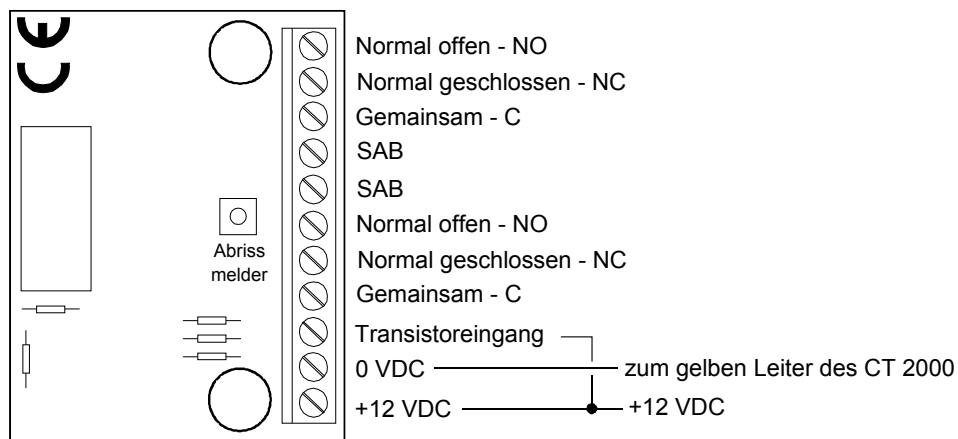 CE
Normal offen - NO
Normal geschlossen - NC
Gemainsam - C
SAB
SAB
Normal offen - NO
Normal geschlossen - NC
Gemainsam - C
Transistoreingang
0 VDC zum gelben Leiter des CT 2000
+12 VDC +12 VDC
Abriss
melder